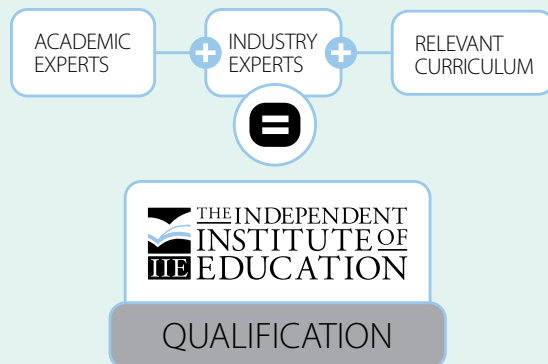 ACADEMIC
EXPERTS
+
INDUSTRY
EXPERTS
+
RELEVANT
CURRICULUM
=
THE INDEPENDENT
INSTITUTE OF
IIE EDUCATION
QUALIFICATION